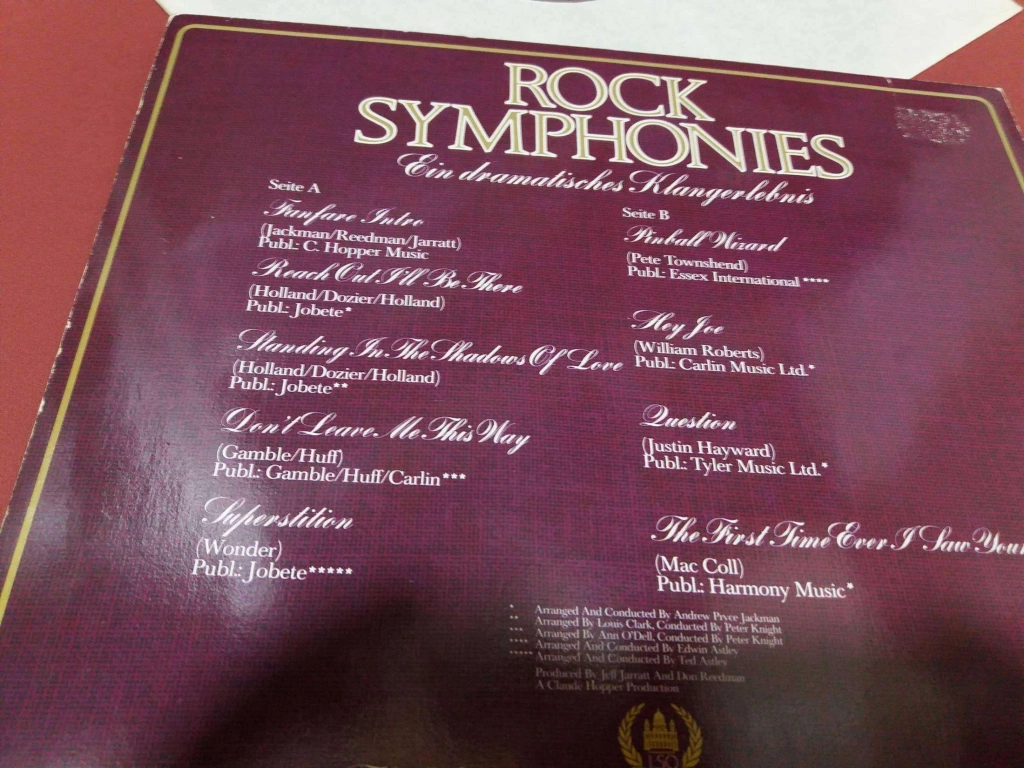 ROCK
SYMPHONIES
Ein dramatisches Klangerlebnis
Seite A
Fanfare Intro
(Jackman/Reedman/Jarratt)
Publ.: C. Hopper Music
Reach Out I'll Be There
(Holland/Dozier/Holland)
Publ.: Jobete*
Standing In The Shadows Of Love
(Holland/Dozier/Holland)
Publ.: Jobete**
Don't Leave Me This Way
(Gamble/Huff)
Publ.: Gamble/Huff/Carlin***
Superstition
(Wonder)
Publ.: Jobete*****
Seite B
Pinball Wizard
(Pete Townshend)
Publ.: Essex International****
Hey Joe
(William Roberts)
Publ.: Carlin Music Ltd.*
Question
(Justin Hayward)
Publ.: Tyler Music Ltd.*
The First Time Ever I Saw Your
(Mac Coll)
Publ.: Harmony Music*
* Arranged And Conducted By Andrew Pryce Jackman
** Arranged By Louis Clark, Conducted By Peter Knight
*** Arranged By Ann O'Dell, Conducted By Peter Knight
**** Arranged And Conducted By Edwin Astley
***** Arranged And Conducted By Ted Astley
Produced By Jeff Jarratt And Don Reedman
A Claude Hopper Production
LSO